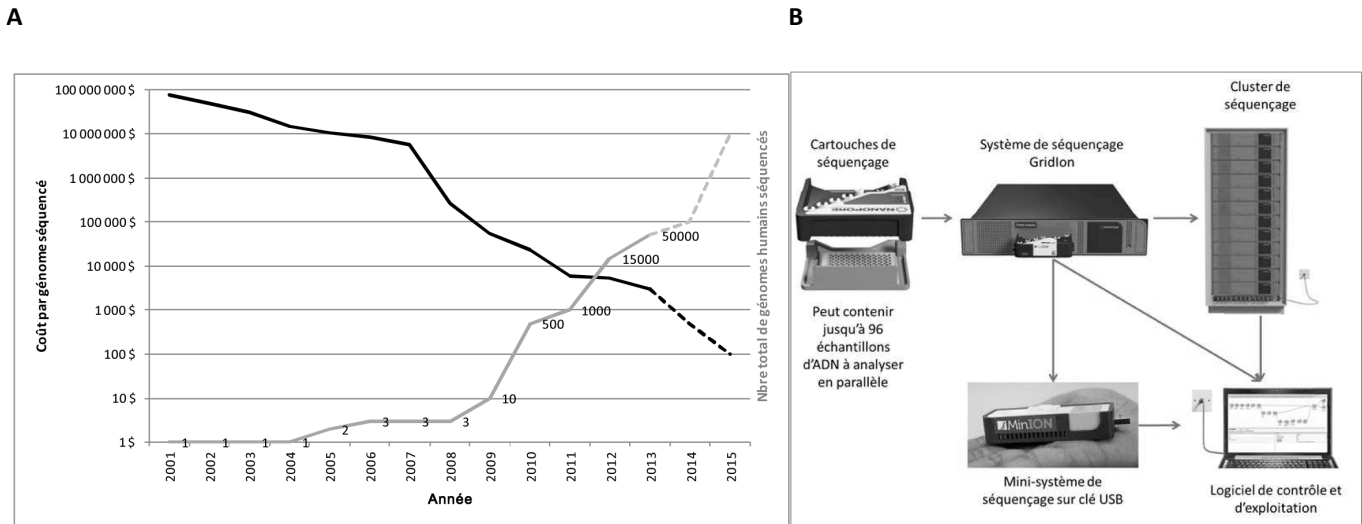 A
B
100 000 000 $
10 000 000 $
1 000 000 $
100 000 $
10 000 $
1 000 $
100 $
10 $
1 $
Coût par génome séquencé
1
1
1
1
2
3
3
3
10
500
1000
15000
50000
2001
2002
2003
2004
2005
2006
2007
2008
2009
2010
2011
2012
2013
2014
2015
Année
Nbre total de génomes humains séquencés
Cartouches de
séquençage
NANOPORE
Peut contenir
jusqu'à 96
échantillons
d'ADN à analyser
en parallèle
Système de séquençage
GridIon
Cluster de
séquençage
MinION
Mini-système de
séquençage sur clé USB
Logiciel de contrôle et
d'exploitation